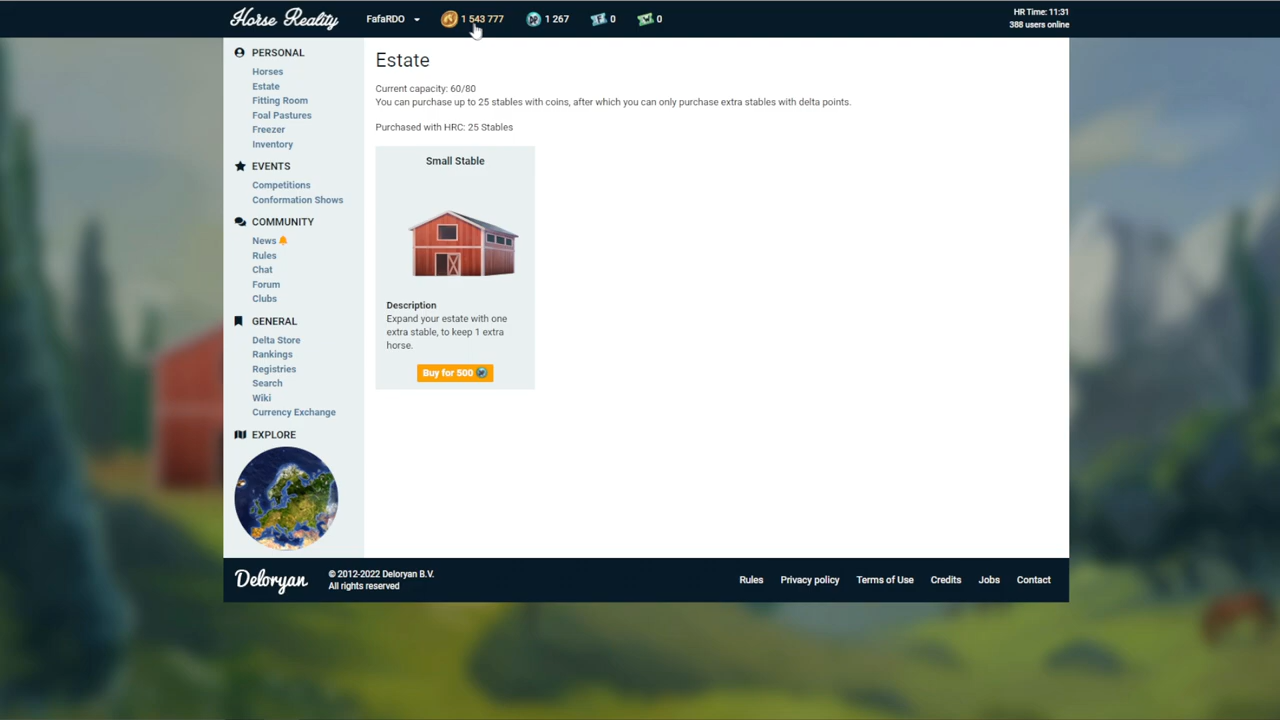 Horse Reality
FafaRDO
1 543 777
1 267
0
0
HR Time: 11:31
388 users online
PERSONAL
Horses
Estate
Fitting Room
Foal Pastures
Freezer
Inventory
EVENTS
Competitions
Conformation Shows
COMMUNITY
News
Rules
Chat
Forum
Clubs
GENERAL
Delta Store
Rankings
Registries
Search
Wiki
Currency Exchange
EXPLORE
Estate
Current capacity: 60/80
You can purchase up to 25 stables with coins, after which you can only purchase extra stables with delta points.
Purchased with HRC: 25 Stables
Small Stable
Description
Expand your estate with one
extra stable, to keep 1 extra
horse.
Buy for 500
Deloryan
© 2012-2022 Deloryan B.V.
All rights reserved
Rules
Privacy policy
Terms of Use
Credits
Jobs
Contact